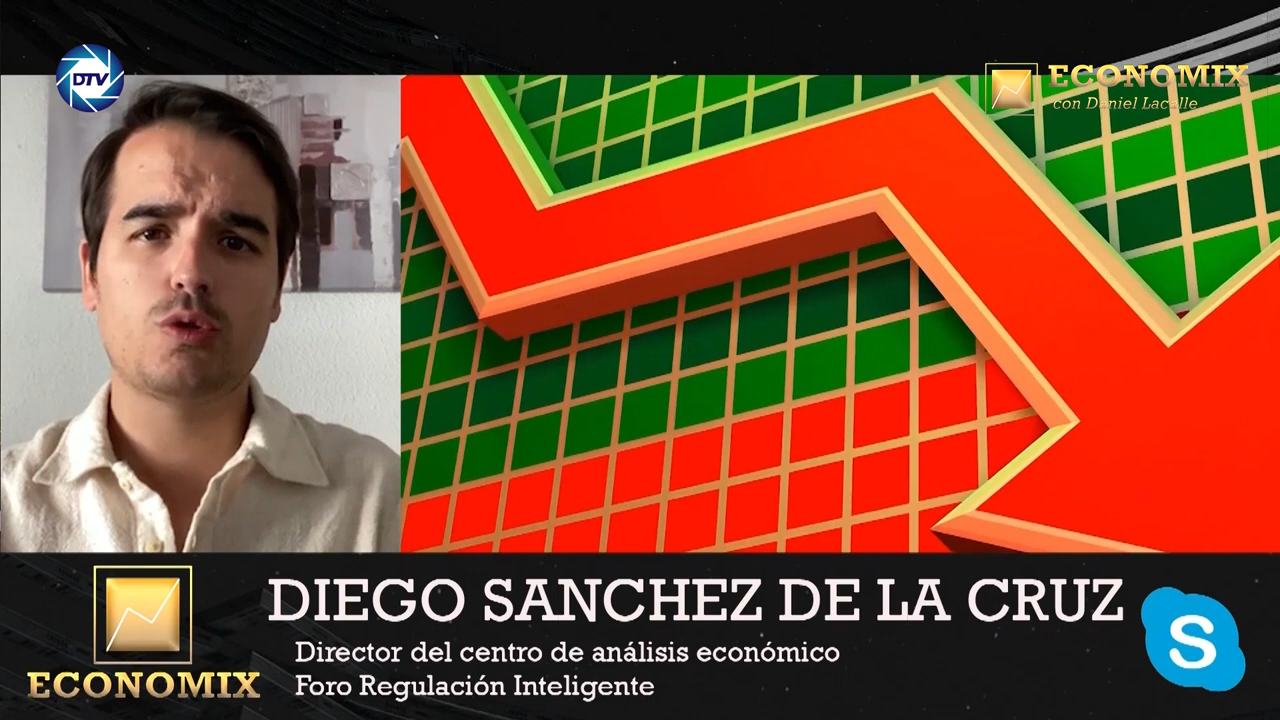 DTV
ECONOMIX
con Daniel Lacalle
DIEGO SANCHEZ DE LA CRUZ
Director del centro de análisis económico
Foro Regulación Inteligente
ECONOMIX
S